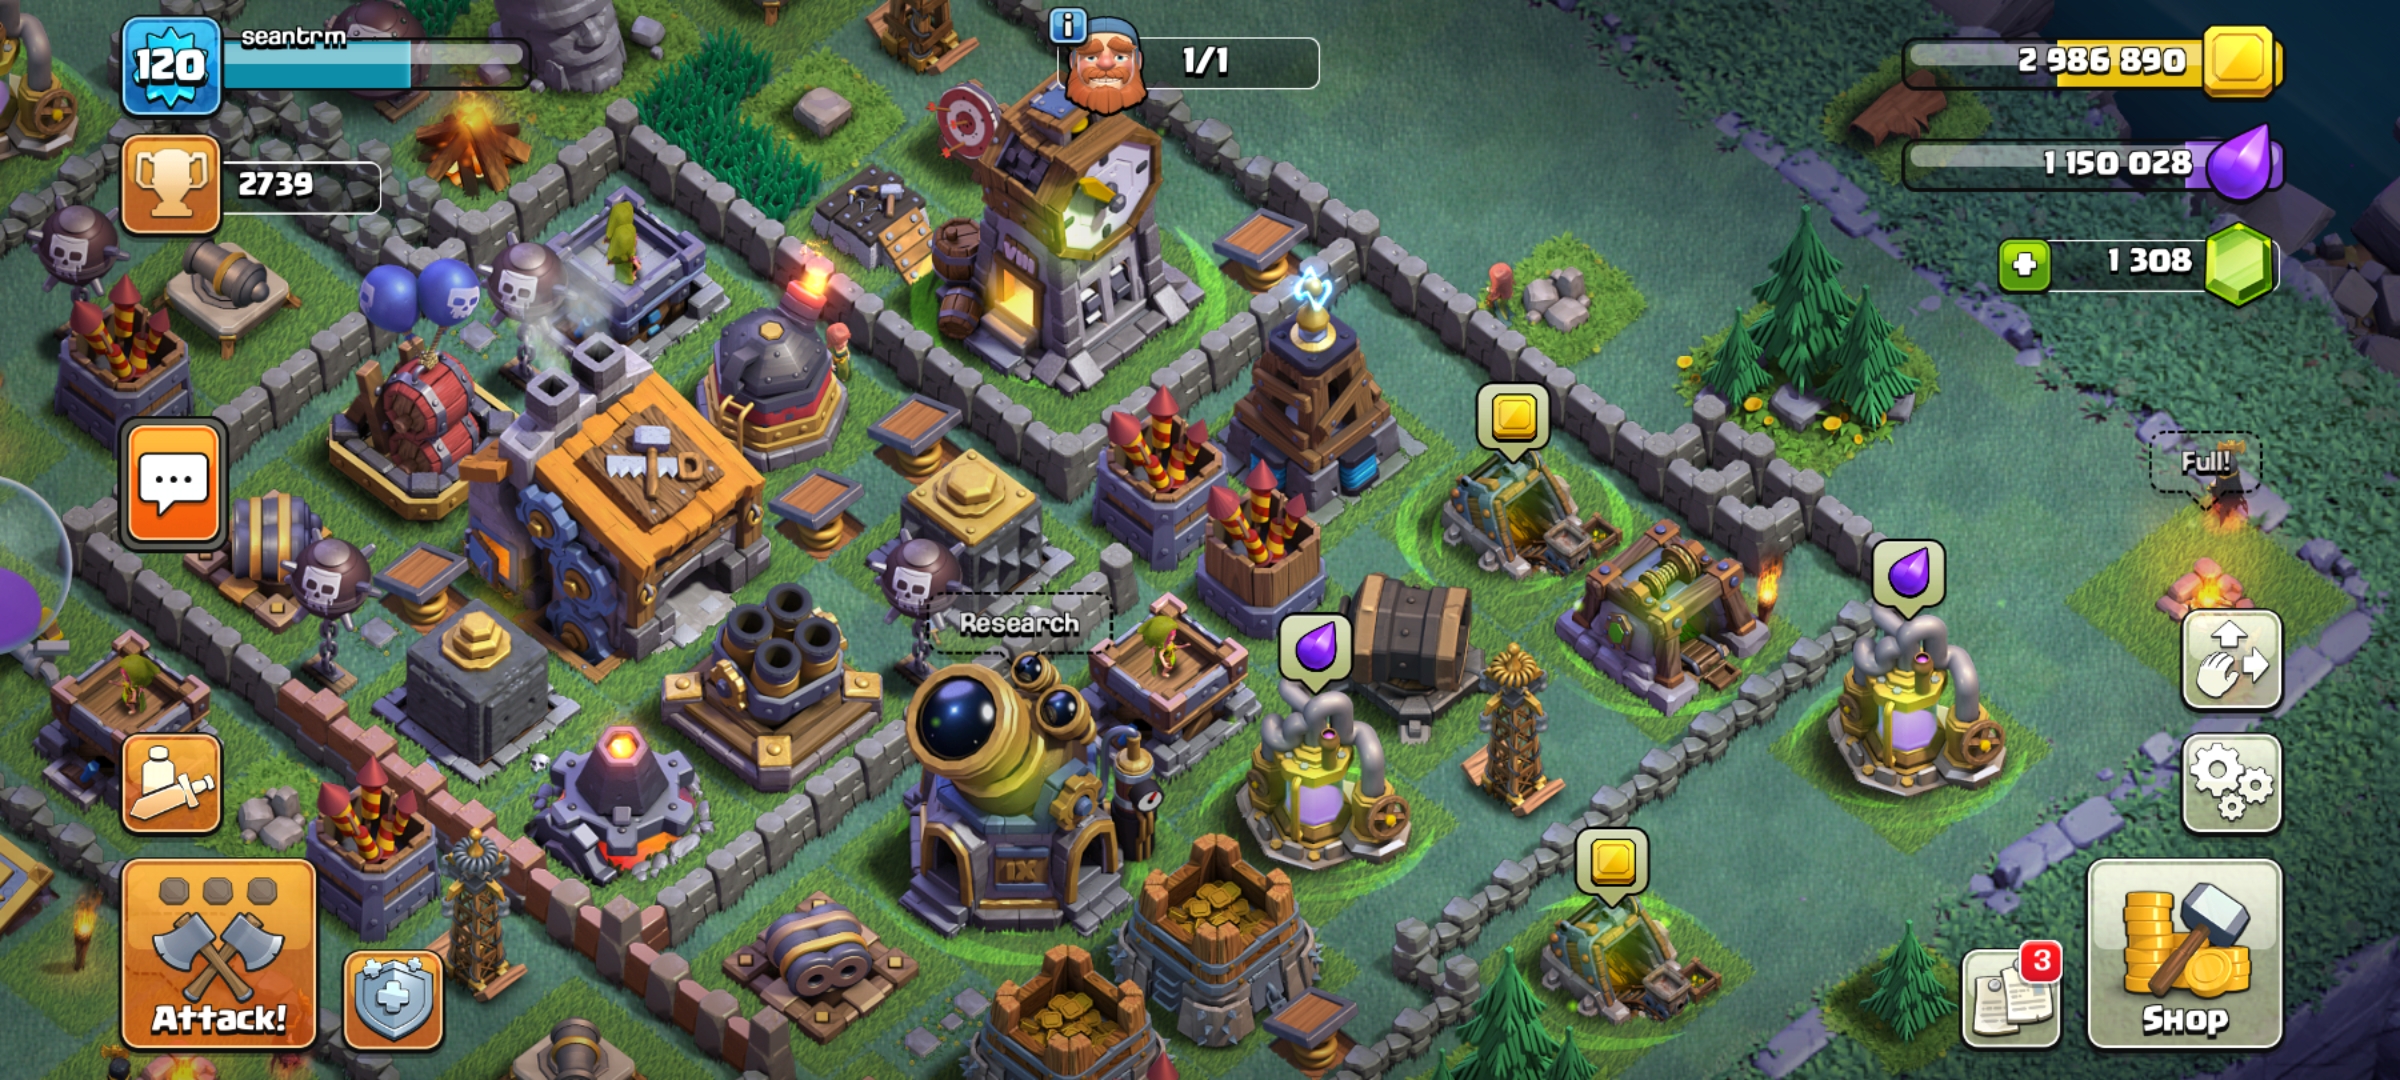 120
seantrm
i
1/1
2 986 890
2739
1 150 028
VIII
1 308
Full!
Research
IX
3
Attack!
Shop